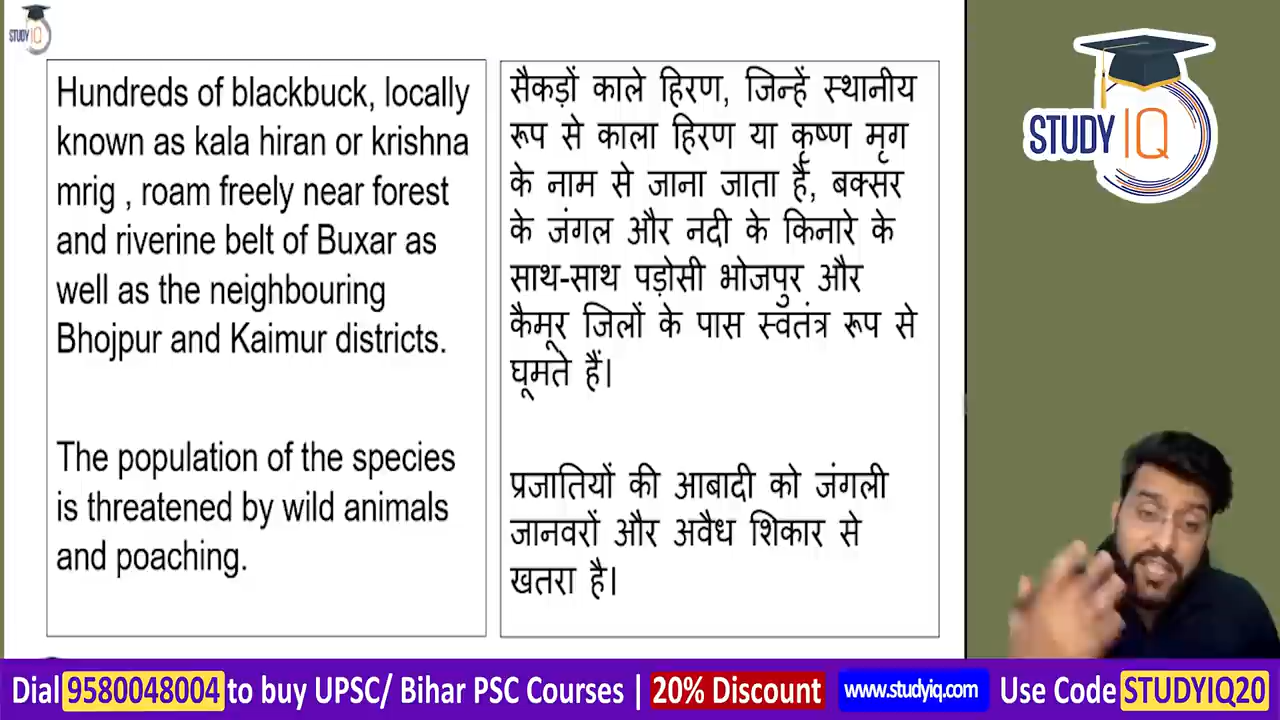 STUDY IQ
Hundreds of blackbuck, locally
known as kala hiran or krishna
mrig , roam freely near forest
and riverine belt of Buxar as
well as the neighbouring
Bhojpur and Kaimur districts.
The population of the species
is threatened by wild animals
and poaching.
सैकड़ों काले हिरण, जिन्हें स्थानीय
रूप से काला हिरण या कृष्ण मृग
के नाम से जाना जाता है, बक्सर
के जंगल और नदी के किनारे के
साथ-साथ पड़ोसी भोजपुर और
कैमूर जिलों के पास स्वतंत्र रूप से
घूमते हैं।
प्रजातियों की आबादी को जंगली
जानवरों और अवैध शिकार से
खतरा है।
STUDY IQ
Dial 9580048004 to buy UPSC/ Bihar PSC Courses | 20% Discount www.studyiq.com Use Code STUDYIQ20